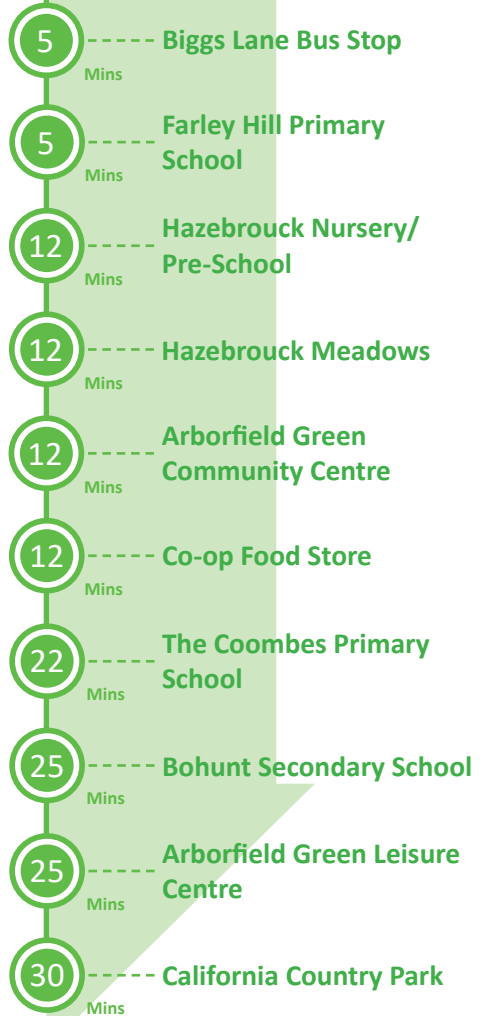 5
Mins
Biggs Lane Bus Stop
5
Mins
Farley Hill Primary
School
12
Mins
Hazebrouck Nursery/
Pre-School
12
Mins
Hazebrouck Meadows
12
Mins
Arborfield Green
Community Centre
12
Mins
Co-op Food Store
22
Mins
The Coombes Primary
School
25
Mins
Bohunt Secondary School
25
Mins
Arborfield Green Leisure
Centre
30
Mins
California Country Park